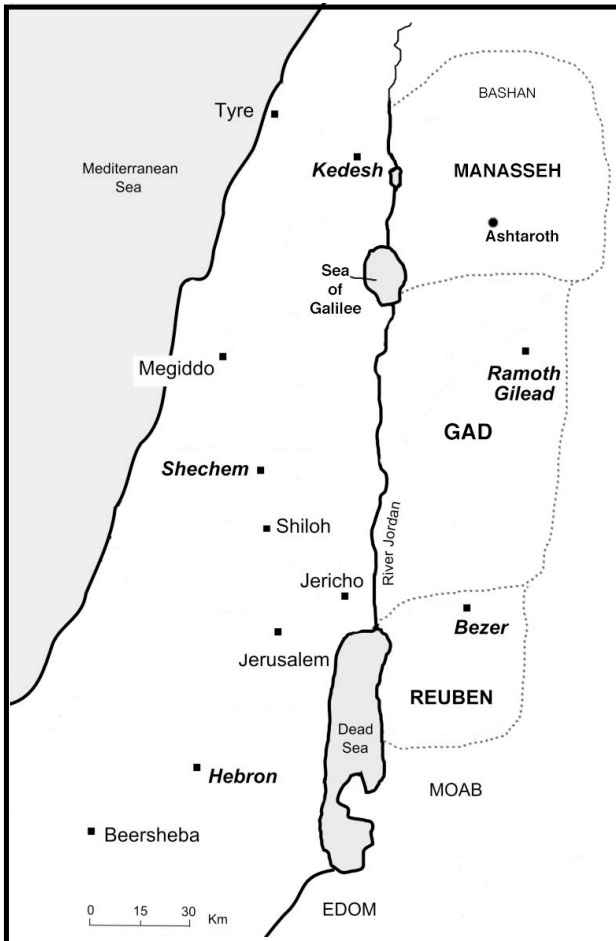 BASHAN
Tyre
Mediterranean
Sea
Kedesh
MANASSEH
Ashtaroth
Sea
of
Galilee
Megiddo
Ramoth
Gilead
GAD
Shechem
River Jordan
Shiloh
Jericho
Bezer
Jerusalem
REUBEN
Dead
Sea
Hebron
MOAB
Beersheba
0 15 30
Km
EDOM